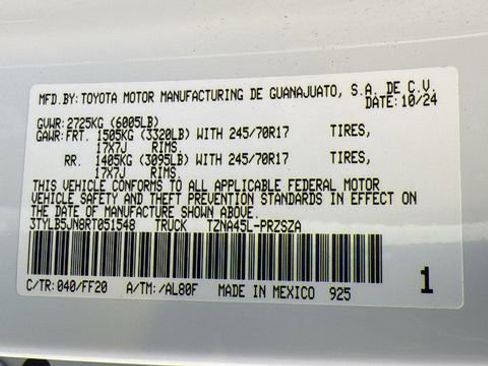 MFD.BY: TOYOTA MOTOR MANUFACTURING DE GUANAJUATO, S.A. DE C.V.
DATE: 10/24
GVWR: 2725KG (6005LB)
GAWR: FRT. 1505KG (3320LB) WITH 245/70R17 TIRES,
17X7J RIMS.
RR. 1405KG (3095LB) WITH 245/70R17 TIRES,
17X7J RIMS.
THIS VEHICLE CONFORMS TO ALL APPLICABLE FEDERAL MOTOR
VEHICLE SAFETY AND THEFT PREVENTION STANDARDS IN EFFECT ON
THE DATE OF MANUFACTURE SHOWN ABOVE.
3TYLB5JN8RT051548 TRUCK TZNA45L-PRZSZA
C/TR: 040/FF20 A/TM: /AL80F MADE IN MEXICO 925 1